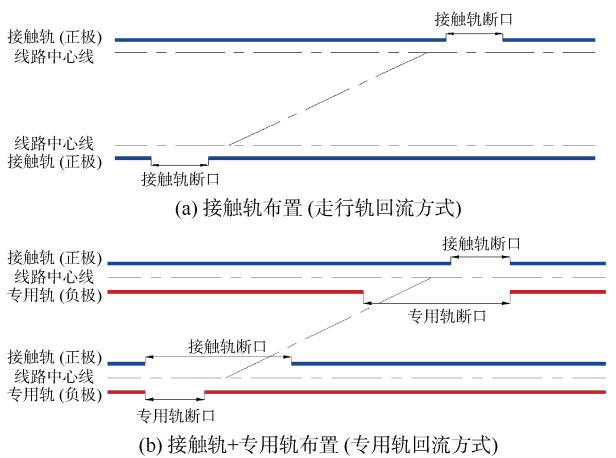 接触轨断口
接触轨 (正极)
线路中心线
线路中心线
接触轨 (正极)
接触轨断口
(a) 接触轨布置 (走行轨回流方式)
接触轨断口
接触轨 (正极)
线路中心线
专用轨 (负极)
专用轨断口
接触轨断口
接触轨 (正极)
线路中心线
专用轨 (负极)
专用轨断口
(b) 接触轨+专用轨布置 (专用轨回流方式)